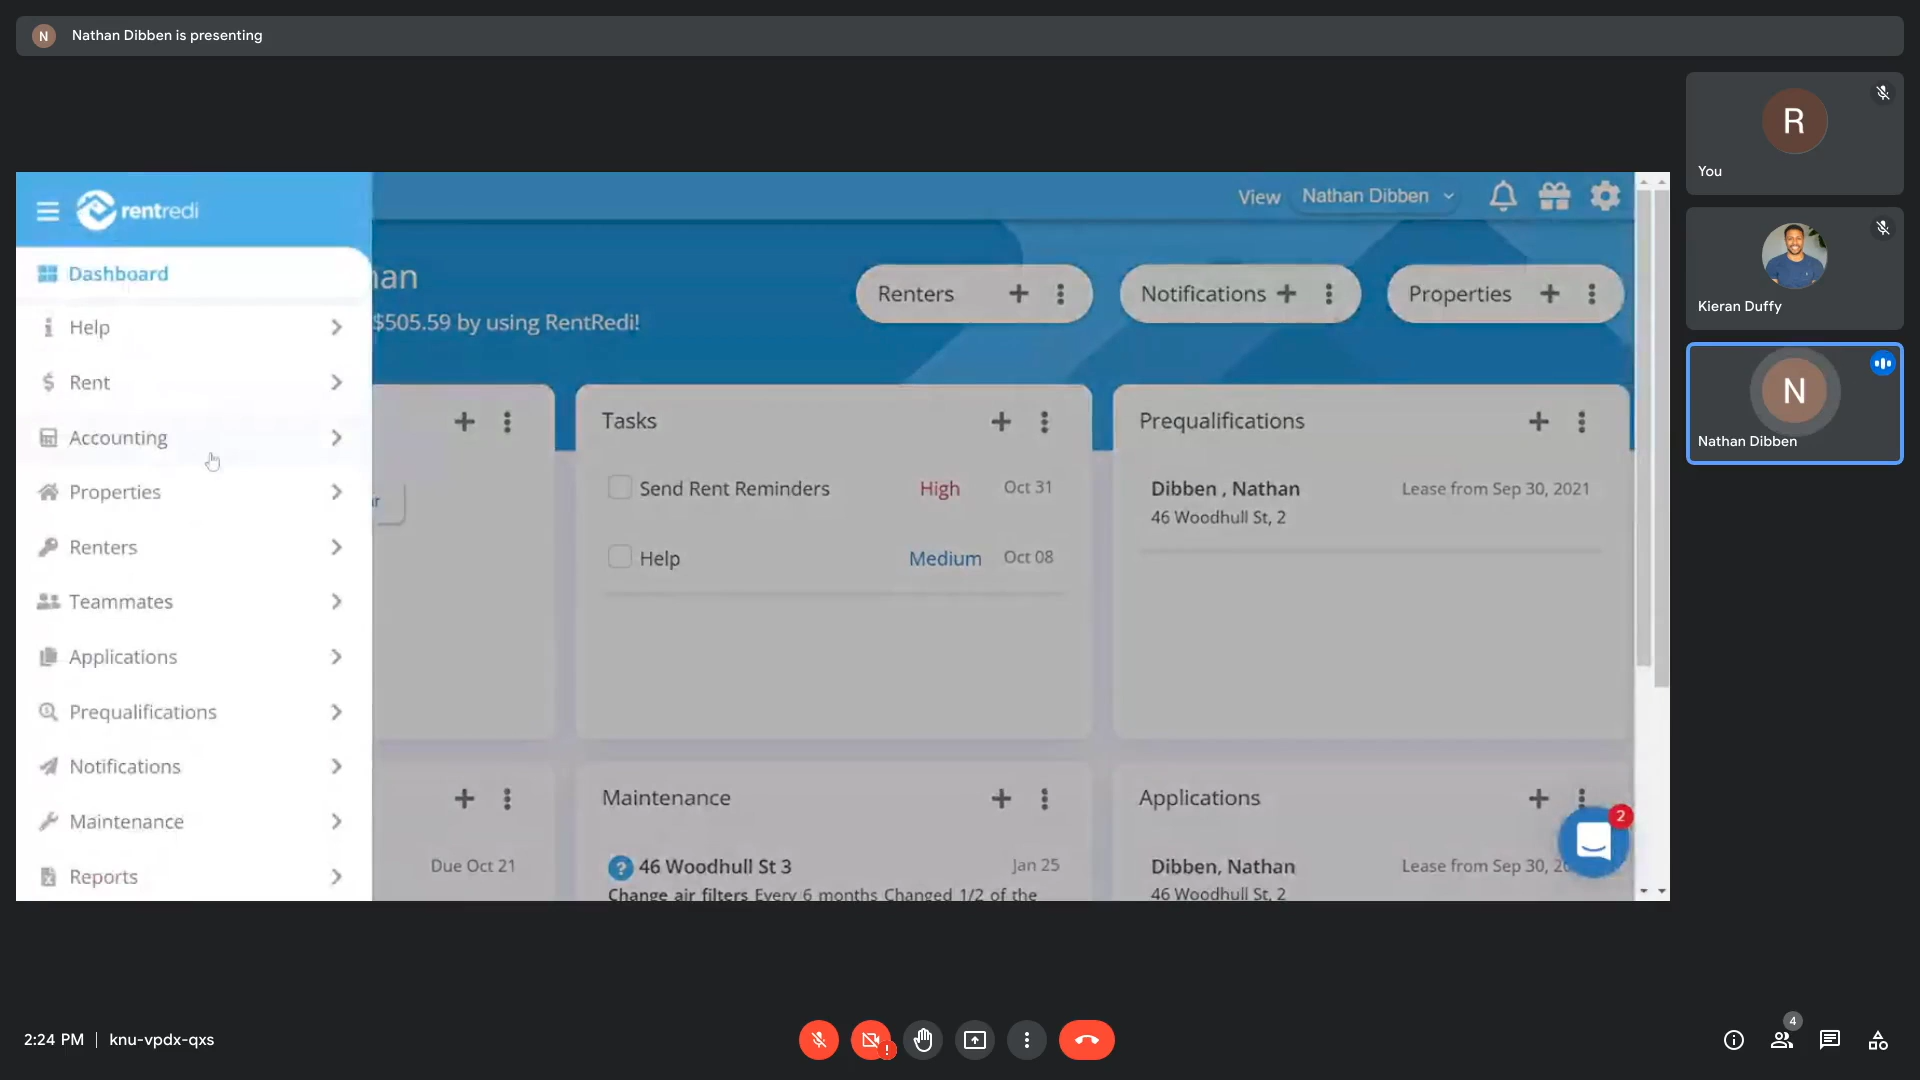 N Nathan Dibben is presenting
rentredi
View Nathan Dibben
Dashboard
Help
Rent
Accounting
Properties
Renters
Teammates
Applications
Prequalifications
Notifications
Maintenance
Reports
han
$505.59 by using RentRedi!
Renters
Notifications
Properties
Tasks
Send Rent Reminders High Oct 31
Help Medium Oct 08
Prequalifications
Dibben , Nathan Lease from Sep 30, 2021
46 Woodhull St, 2
Due Oct 21
Maintenance
? 46 Woodhull St 3 Jan 25
Change air filters Every 6 months Changed 1/2 of the
Applications
Dibben, Nathan Lease from Sep 30, 20
46 Woodhull St, 2
2
R
You
Kieran Duffy
N
Nathan Dibben
2:24 PM | knu-vpdx-qxs
!
4